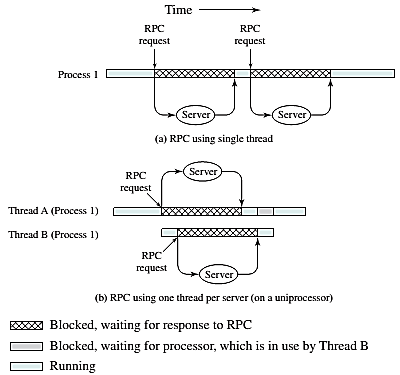 Time
RPC
request
RPC
request
Process 1
Server
Server
(a) RPC using single thread
Server
RPC
request
Thread A (Process 1)
Thread B (Process 1)
RPC
request
Server
(b) RPC using one thread per server (on a uniprocessor)
Blocked, waiting for response to RPC
Blocked, waiting for processor, which is in use by Thread B
Running